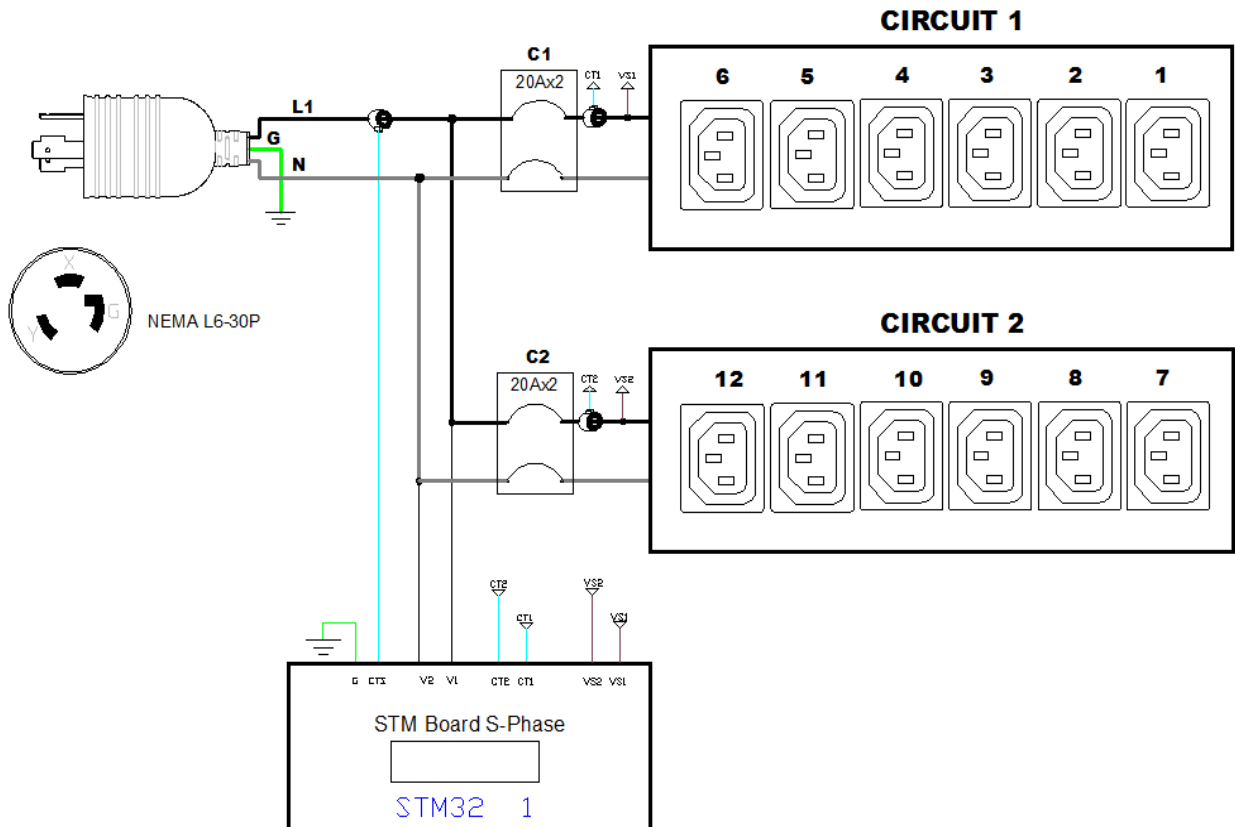 CIRCUIT 1
C1
20Ax2
CT1
VS1
6 5 4 3 2 1
L1
G
N
X
G
Y
NEMA L6-30P
CIRCUIT 2
C2
20Ax2
CT2
VS2
12 11 10 9 8 7
CT2
VS2
CT1
VS1
G CT3 V2 V1 CT2 CT1 VS2 VS1
STM Board S-Phase
STM32 1